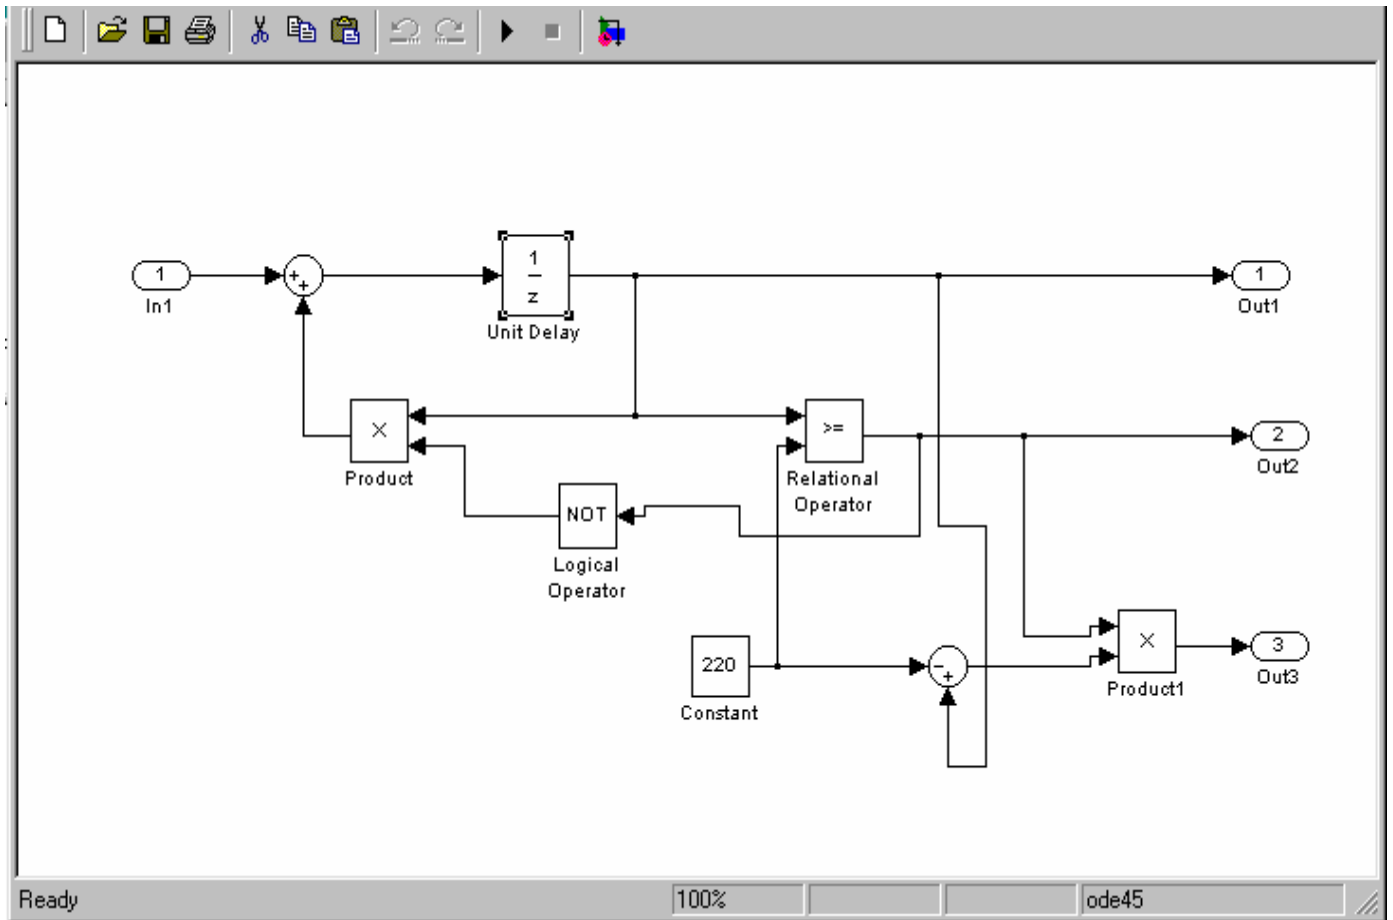 1
In1
+
+
1
z
Unit Delay
1
Out1
×
Product
>=
Relational
Operator
2
Out2
NOT
Logical
Operator
220
Constant
-
+
×
Product1
3
Out3
Ready
100%
ode45